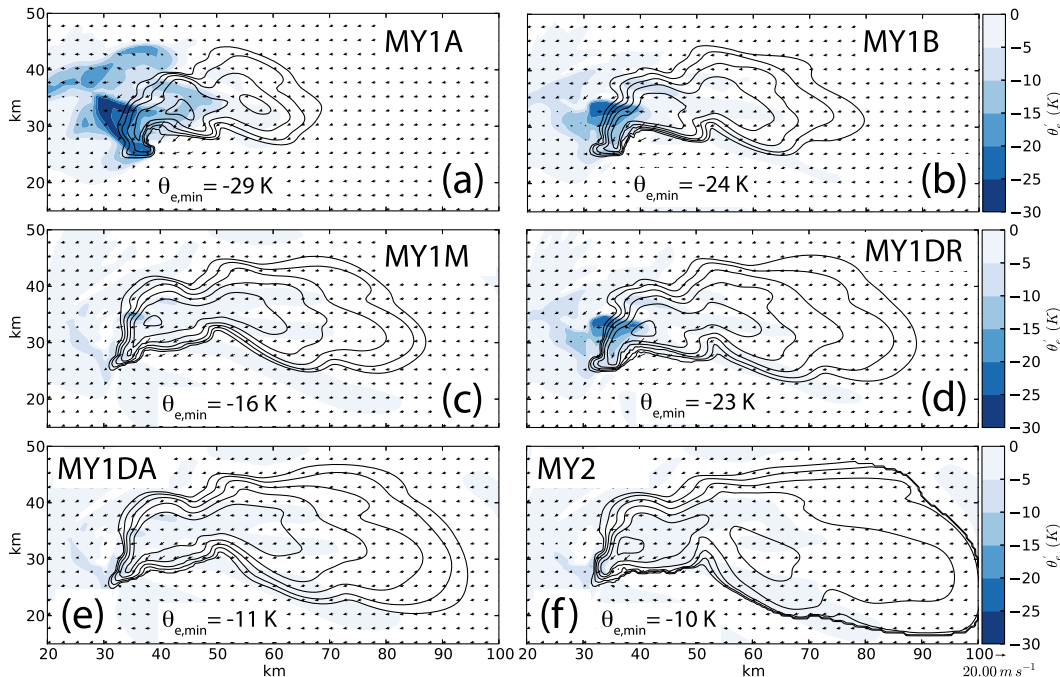 50
40
30
20
km
MY1A
(a)
θe,min = -29 K
20 30 40 50 60 70 80 90 100
MY1B
(b)
θe,min = -24 K
0
−5
−10
−15
−20
−25
−30
θ′e (K)
50
40
30
20
km
MY1M
(c)
θe,min = -16 K
20 30 40 50 60 70 80 90 100
MY1DR
(d)
θe,min = -23 K
0
−5
−10
−15
−20
−25
−30
θ′e (K)
50
40
30
20
km
MY1DA
(e)
θe,min = -11 K
20 30 40 50 60 70 80 90 100
km
MY2
(f)
θe,min = -10 K
20 30 40 50 60 70 80 90 100
km
20.00 m s−1
0
−5
−10
−15
−20
−25
−30
θ′e (K)